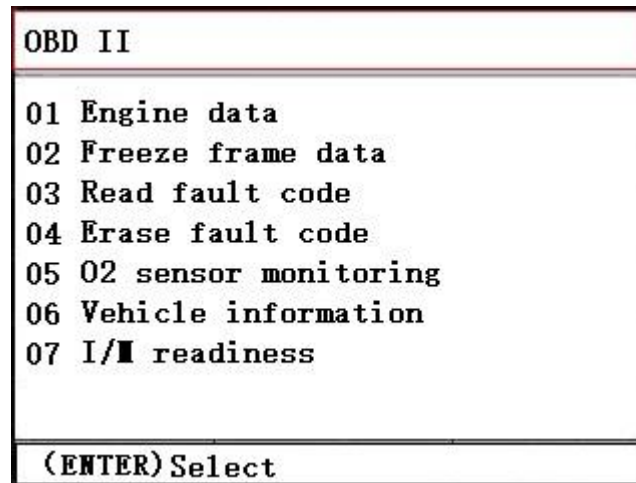 OBD II
01 Engine data
02 Freeze frame data
03 Read fault code
04 Erase fault code
05 O2 sensor monitoring
06 Vehicle information
07 I/M readiness
(ENTER)Select